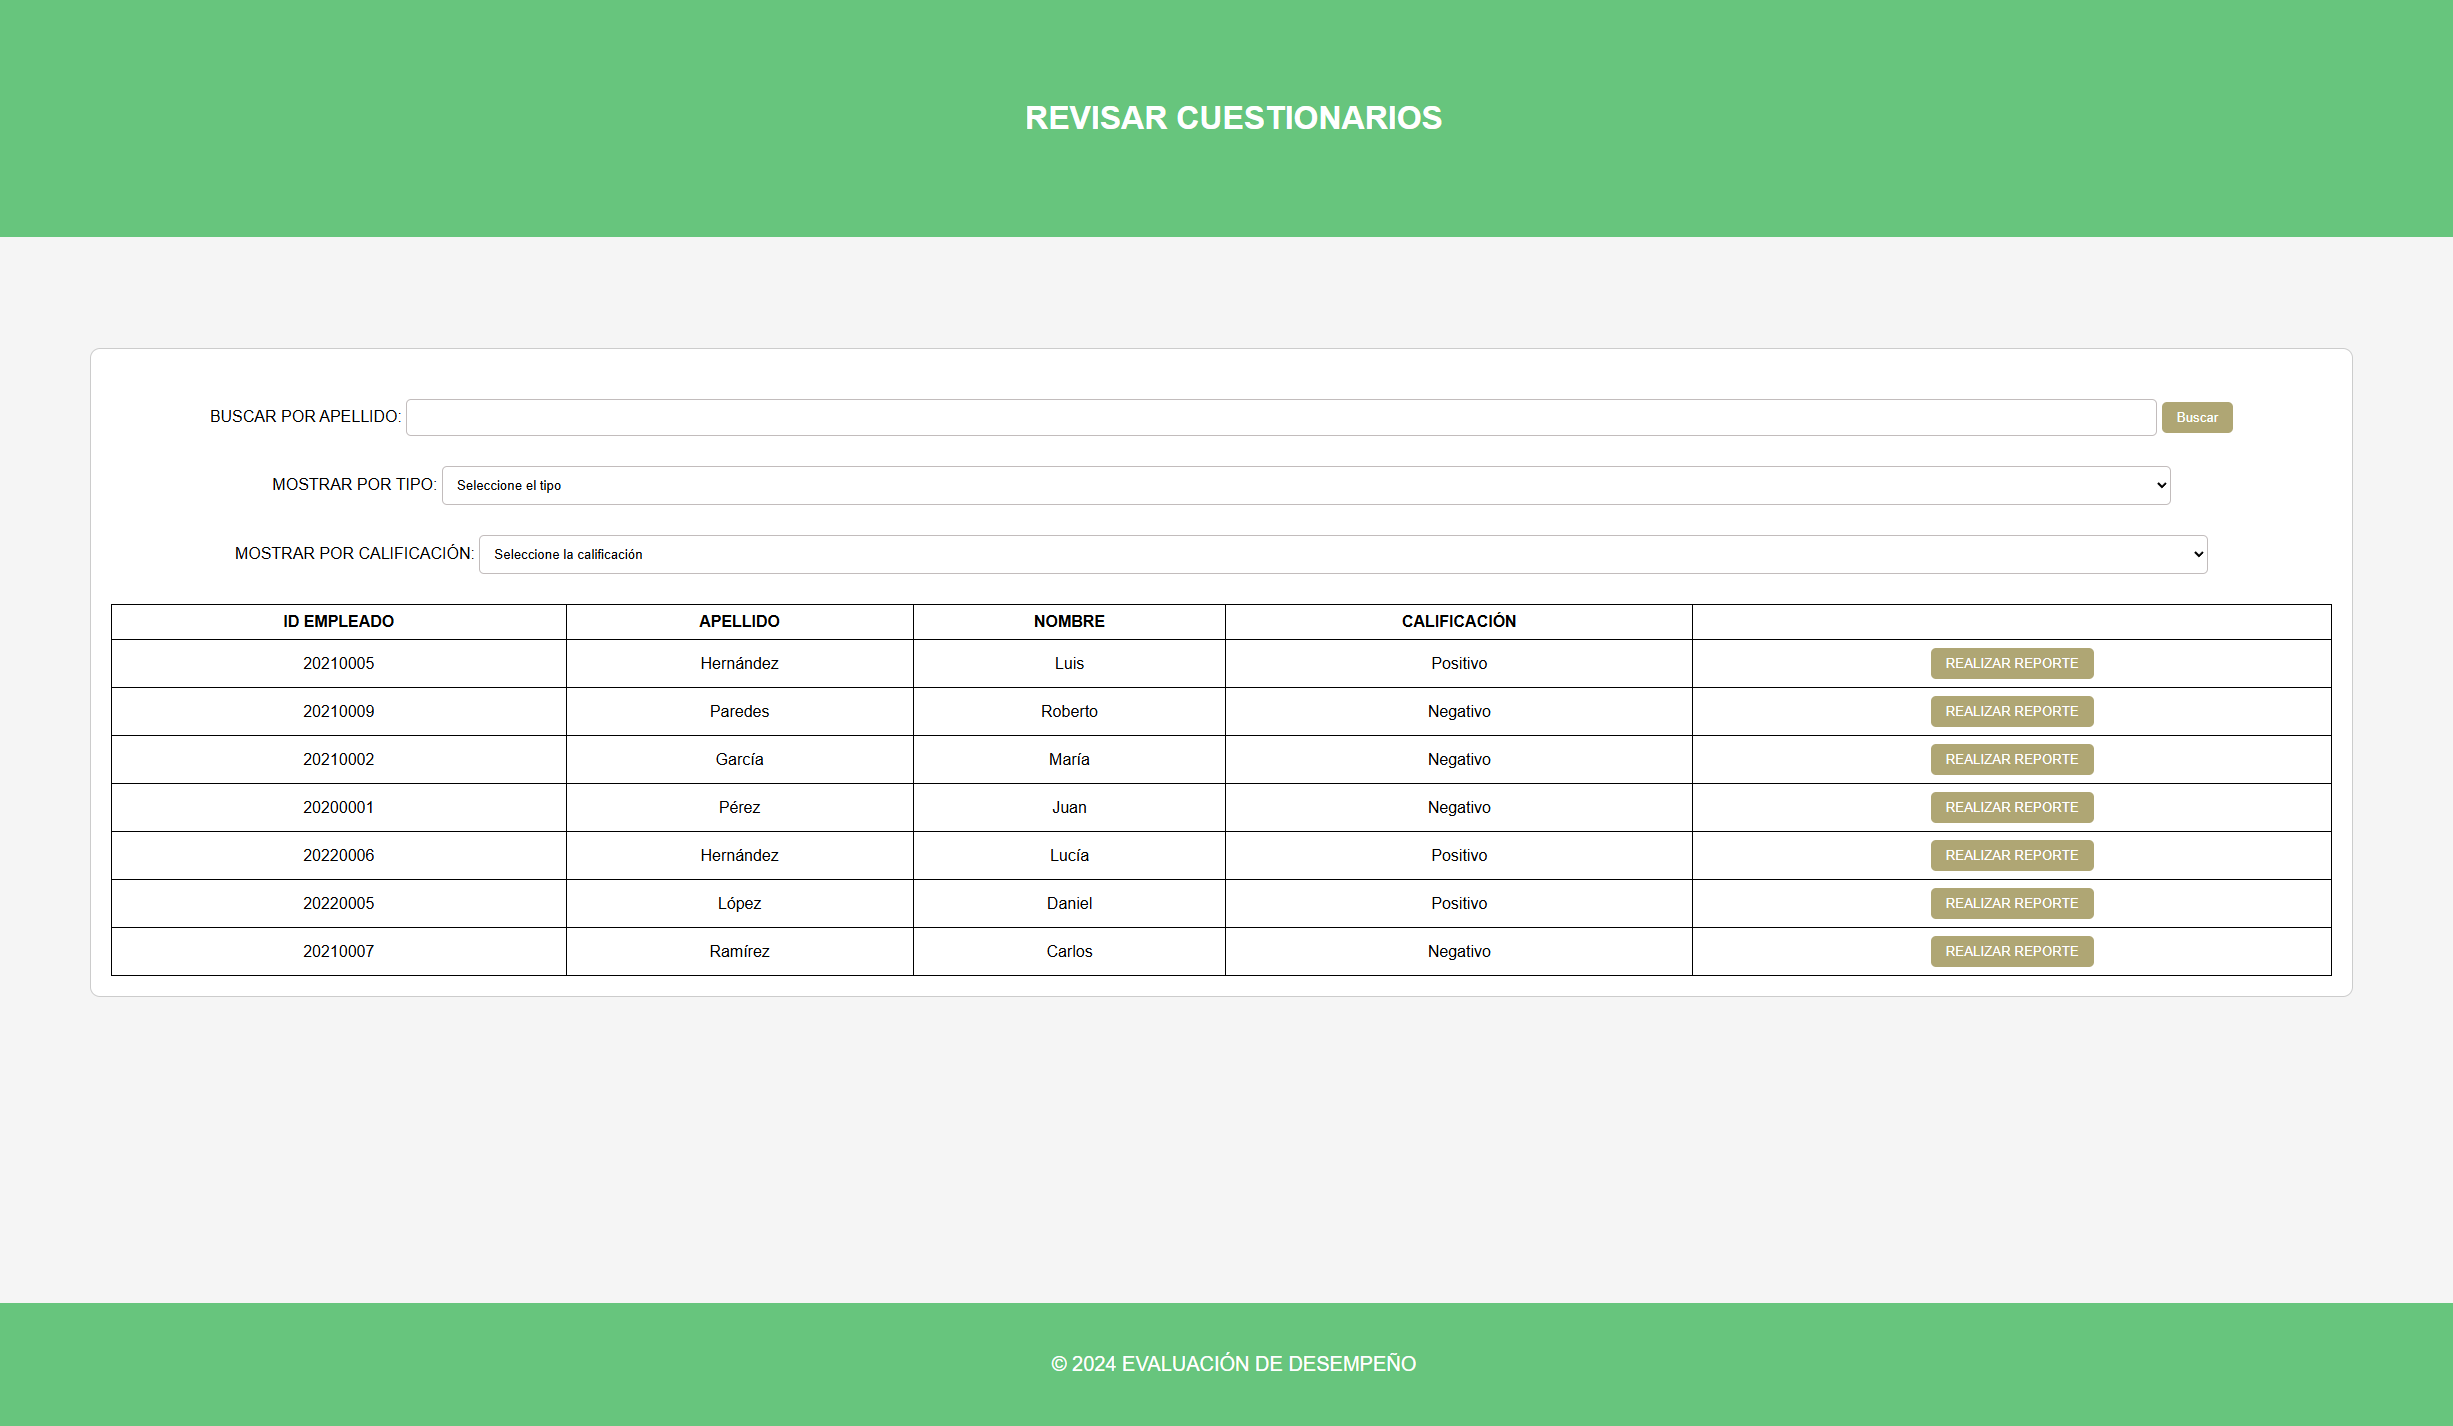 REVISAR CUESTIONARIOS
BUSCAR POR APELLIDO: Buscar
MOSTRAR POR TIPO: Seleccione el tipo
MOSTRAR POR CALIFICACIÓN: Seleccione la calificación
ID EMPLEADO APELLIDO NOMBRE CALIFICACIÓN
20210005 Hernández Luis Positivo REALIZAR REPORTE
20210009 Paredes Roberto Negativo REALIZAR REPORTE
20210002 García María Negativo REALIZAR REPORTE
20200001 Pérez Juan Negativo REALIZAR REPORTE
20220006 Hernández Lucía Positivo REALIZAR REPORTE
20220005 López Daniel Positivo REALIZAR REPORTE
20210007 Ramírez Carlos Negativo REALIZAR REPORTE
© 2024 EVALUACIÓN DE DESEMPEÑO